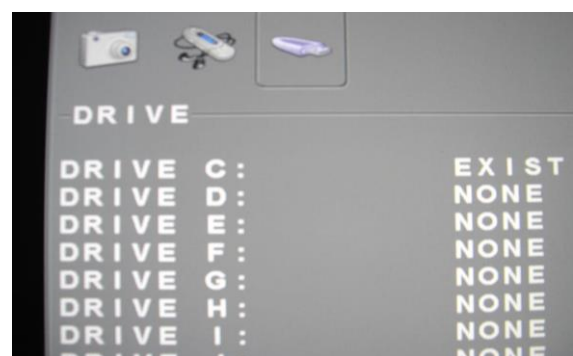 DRIVE
DRIVE C: EXIST
DRIVE D: NONE
DRIVE E: NONE
DRIVE F: NONE
DRIVE G: NONE
DRIVE H: NONE
DRIVE I: NONE